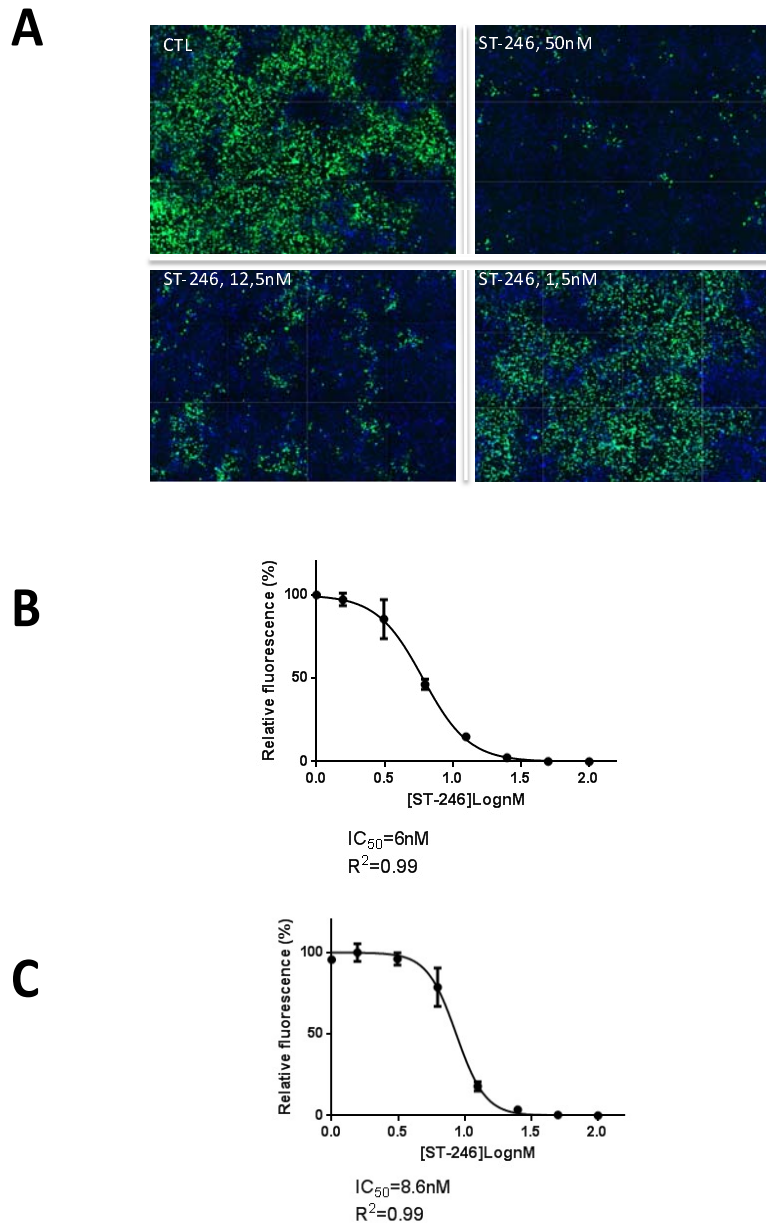 A
CTL
ST-246, 50nM
ST-246, 12,5nM
ST-246, 1,5nM
B
Relative fluorescence (%)
100
50
0
0.0 0.5 1.0 1.5 2.0
[ST-246]LognM
IC50=6nM
R2=0.99
C
Relative fluorescence (%)
100
50
0
0.0 0.5 1.0 1.5 2.0
[ST-246]LognM
IC50=8.6nM
R2=0.99